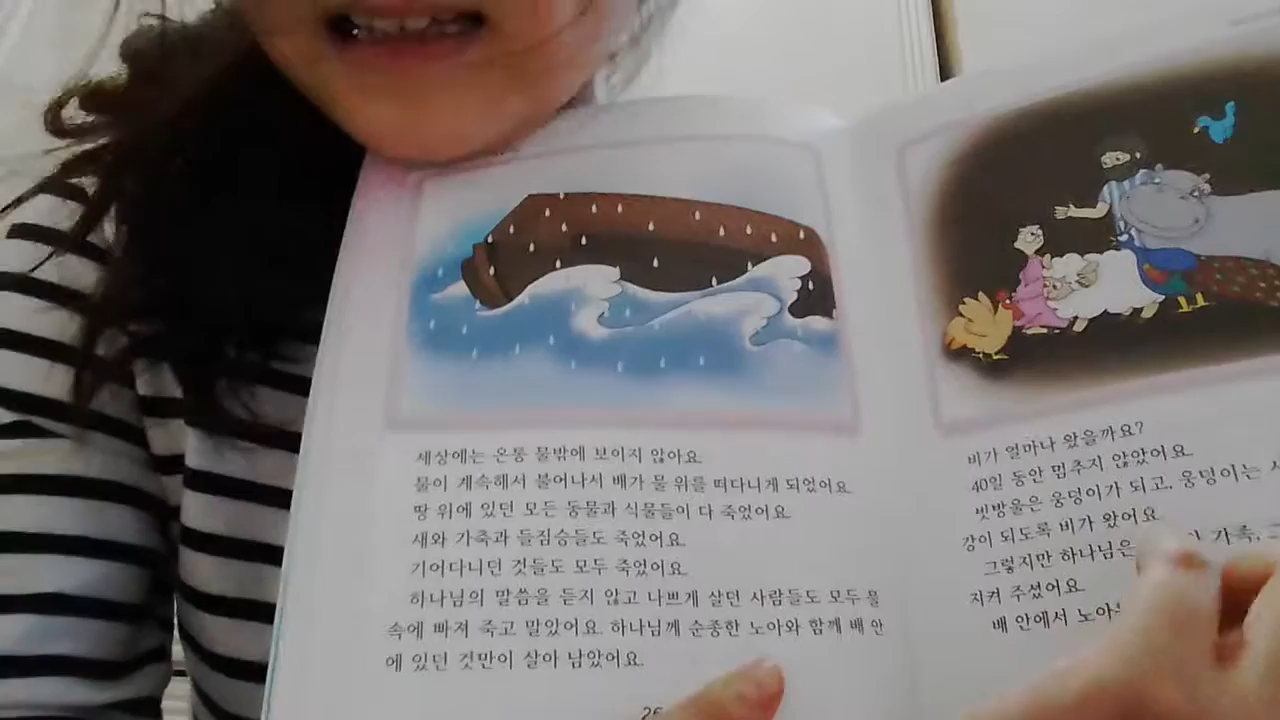 세상에는 온통 물밖에 보이지 않아요.
물이 계속해서 불어나서 배가 물 위를 떠다니게 되었어요.
땅 위에 있던 모든 동물과 식물들이 다 죽었어요.
새와 가축과 들짐승들도 죽었어요.
기어다니던 것들도 모두 죽었어요.
하나님의 말씀을 듣지 않고 나쁘게 살던 사람들도 모두 물
속에 빠져 죽고 말았어요. 하나님께 순종한 노아와 함께 배 안
에 있던 것만이 살아 남았어요.
26
비가 얼마나 왔을까요?
40일 동안 멈추지 않았어요.
빗방울은 웅덩이가 되고, 웅덩이는
강이 되도록 비가 왔어요.
그렇지만 하나님은 가족,
지켜 주셨어요.
배 안에서